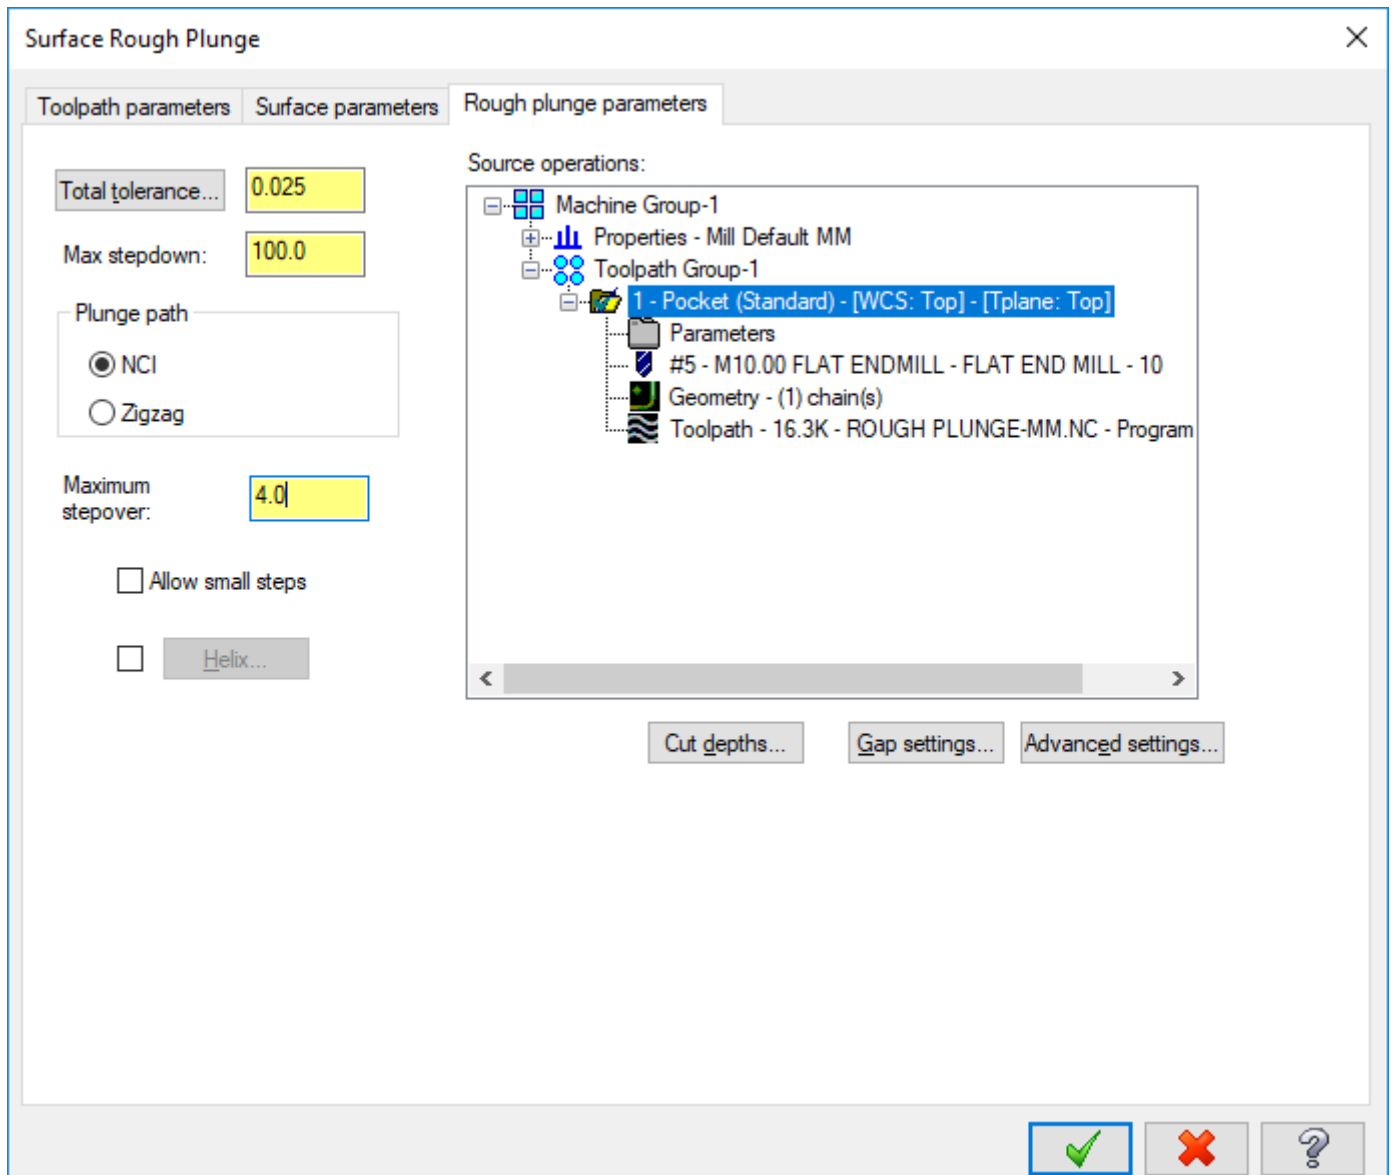 Surface Rough Plunge
Toolpath parameters
Surface parameters
Rough plunge parameters
Total tolerance...
0.025
Max stepdown:
100.0
Plunge path
NCI
Zigzag
Maximum
stepover:
4.0
Allow small steps
Helix...
Source operations:
Machine Group-1
Properties - Mill Default MM
Toolpath Group-1
1 - Pocket (Standard) - [WCS: Top] - [Tplane: Top]
Parameters
#5 - M10.00 FLAT ENDMILL - FLAT END MILL - 10
Geometry - (1) chain(s)
Toolpath - 16.3K - ROUGH PLUNGE-MM.NC - Program
Cut depths...
Gap settings...
Advanced settings...